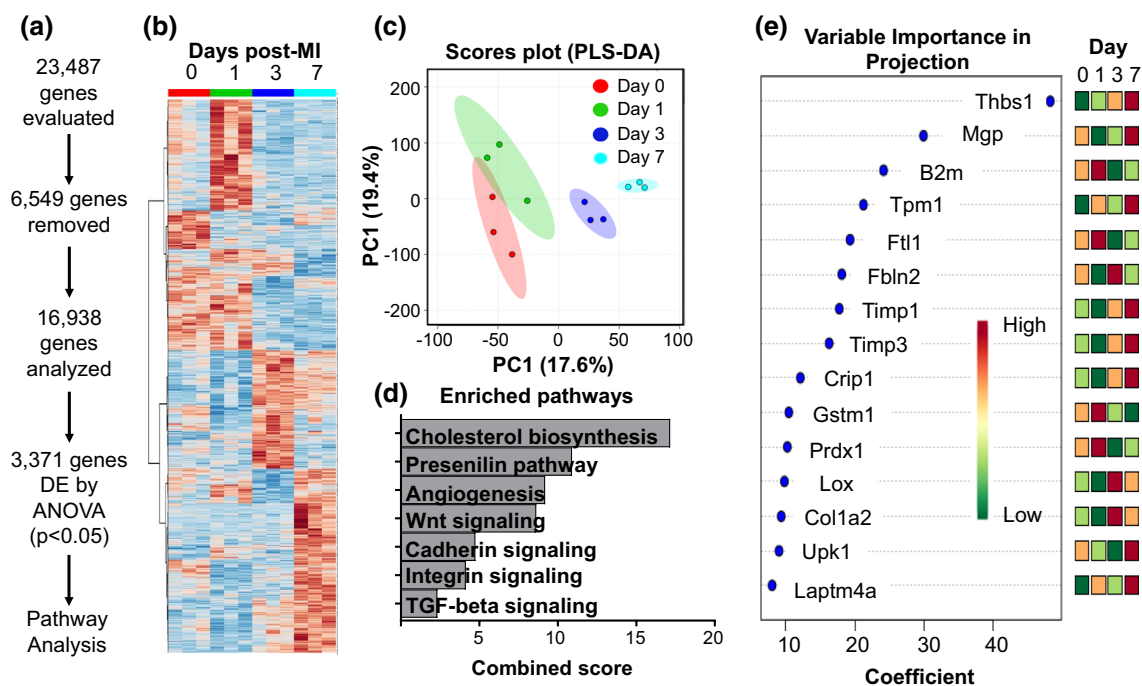 (a)
23,487
genes
evaluated
6,549 genes
removed
16,938
genes
analyzed
3,371 genes
DE by
ANOVA
(p<0.05)
Pathway
Analysis
(b)
Days post-MI
0 1 3 7
(c)
Scores plot (PLS-DA)
Day 0
Day 1
Day 3
Day 7
200
100
0
-100
-200
PC1 (19.4%)
-100 -50 0 50 100
PC1 (17.6%)
(d)
Enriched pathways
Cholesterol biosynthesis
Presenilin pathway
Angiogenesis
Wnt signaling
Cadherin signaling
Integrin signaling
TGF-beta signaling
5 10 15 20
Combined score
(e)
Variable Importance in
Projection
Day
0 1 3 7
Thbs1
Mgp
B2m
Tpm1
Ftl1
Fbln2
Timp1
Timp3
Crip1
Gstm1
Prdx1
Lox
Col1a2
Upk1
Laptm4a
High
Low
10 20 30 40
Coefficient